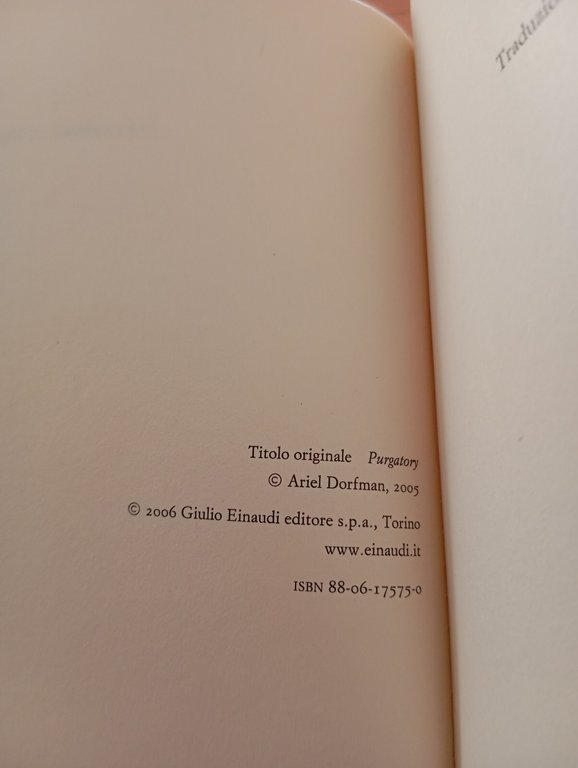 Titolo originale Purgatory
© Ariel Dorfman, 2005
© 2006 Giulio Einaudi editore s.p.a., Torino
www.einaudi.it
ISBN 88-06-17575-0